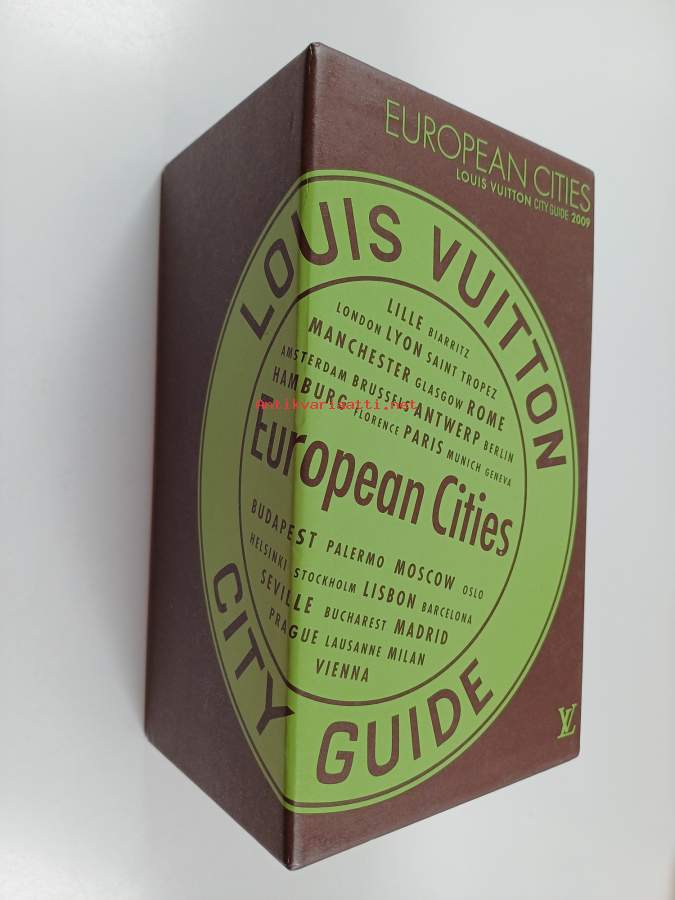 EUROPEAN CITIES
LOUIS VUITTON CITY GUIDE 2009
LOUIS VUITTON
LILLE BIARRITZ
LONDON LYON SAINT TROPEZ
MANCHESTER GLASGOW ROME
AMSTERDAM BRUSSELS ANTWERP BERLIN
HAMBURG FLORENCE PARIS MUNICH GENEVA
Antikvariaatti.net
European Cities
BUDAPEST PALERMO MOSCOW OSLO
HELSINKI STOCKHOLM LISBON BARCELONA
SEVILLE BUCHAREST MADRID
PRAGUE LAUSANNE MILAN
VIENNA
CITY GUIDE
LV